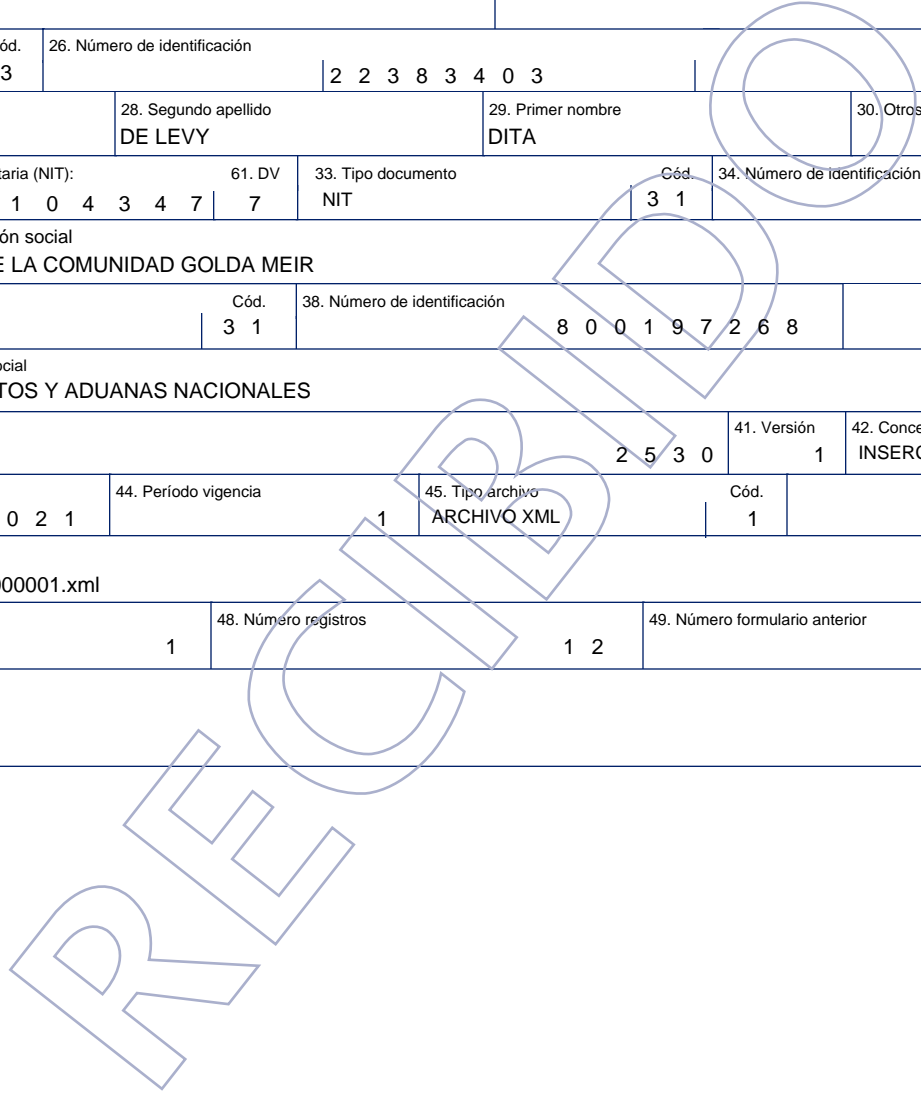 ód. 26. Número de identificación
3 2 2 3 8 3 4 0 3
28. Segundo apellido 29. Primer nombre 30. Otros
DE LEVY DITA
taria (NIT): 61. DV 33. Tipo documento Cód. 34. Número de identificación
1 0 4 3 4 7 7 NIT 3 1
ón social
E LA COMUNIDAD GOLDA MEIR
Cód. 38. Número de identificación
3 1 8 0 0 1 9 7 2 6 8
ocial
TOS Y ADUANAS NACIONALES
41. Versión 42. Conce
2 5 3 0 1 INSERC
44. Período vigencia 45. Tipo archivo Cód.
0 2 1 1 ARCHIVO XML 1
000001.xml
48. Número registros 49. Número formulario anterior
1 1 2
RECIBIDO